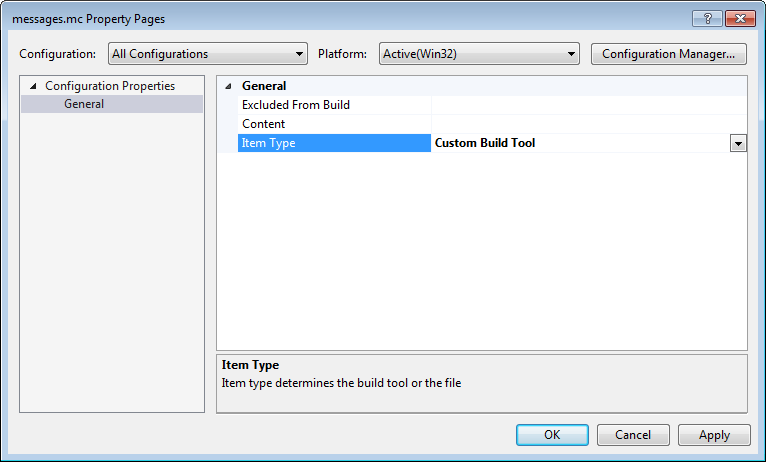 messages.mc Property Pages
Configuration: All Configurations Platform: Active(Win32) Configuration Manager...
Configuration Properties
General
General
Excluded From Build
Content
Item Type Custom Build Tool
Item Type
Item type determines the build tool or the file
OK Cancel Apply